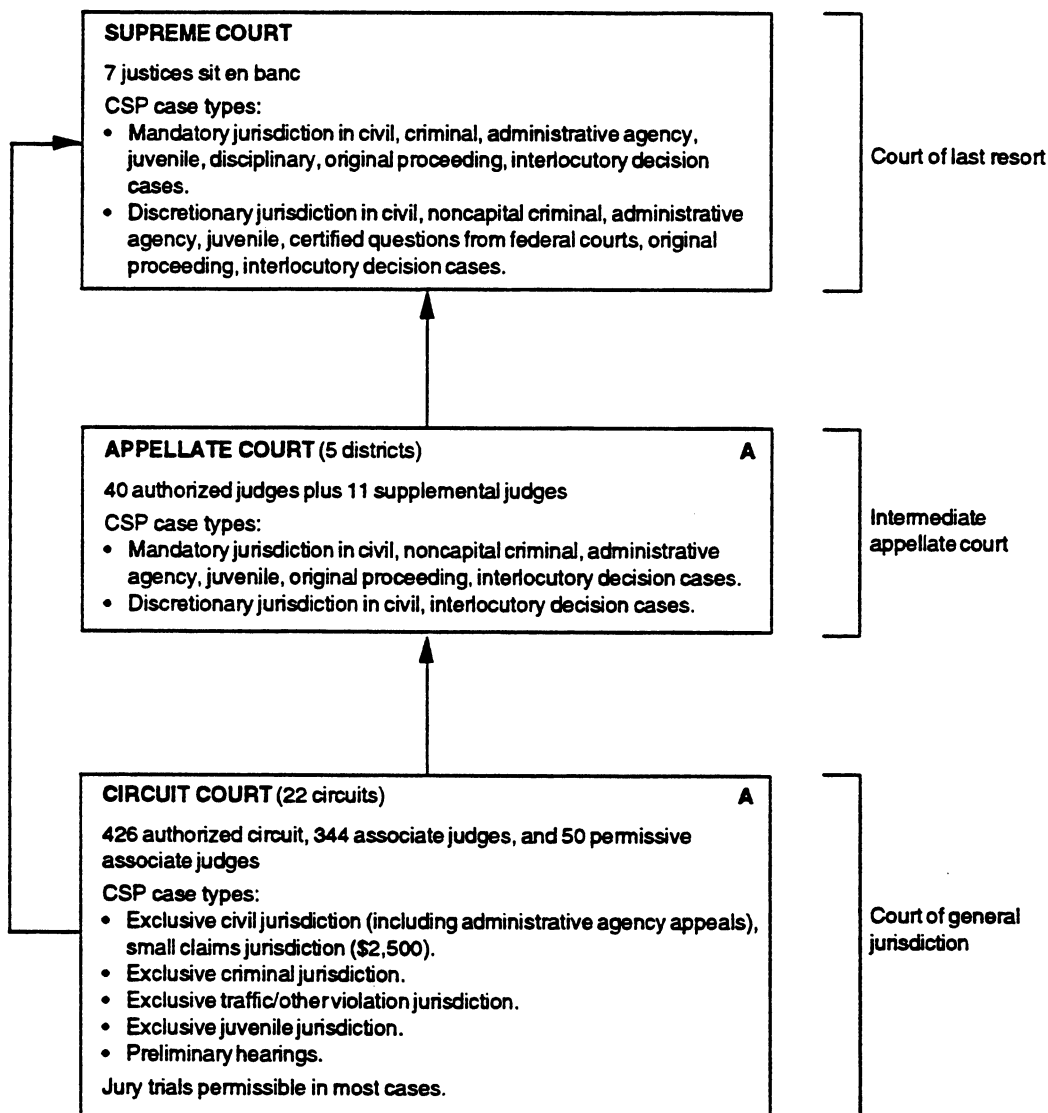 SUPREME COURT
7 justices sit en banc
CSP case types:
• Mandatory jurisdiction in civil, criminal, administrative agency,
juvenile, disciplinary, original proceeding, interlocutory decision
cases.
• Discretionary jurisdiction in civil, noncapital criminal, administrative
agency, juvenile, certified questions from federal courts, original
proceeding, interlocutory decision cases.
Court of last resort
APPELLATE COURT (5 districts) A
40 authorized judges plus 11 supplemental judges
CSP case types:
• Mandatory jurisdiction in civil, noncapital criminal, administrative
agency, juvenile, original proceeding, interlocutory decision cases.
• Discretionary jurisdiction in civil, interlocutory decision cases.
Intermediate
appellate court
CIRCUIT COURT (22 circuits) A
426 authorized circuit, 344 associate judges, and 50 permissive
associate judges
CSP case types:
• Exclusive civil jurisdiction (including administrative agency appeals),
small claims jurisdiction ($2,500).
• Exclusive criminal jurisdiction.
• Exclusive traffic/other violation jurisdiction.
• Exclusive juvenile jurisdiction.
• Preliminary hearings.
Jury trials permissible in most cases.
Court of general
jurisdiction